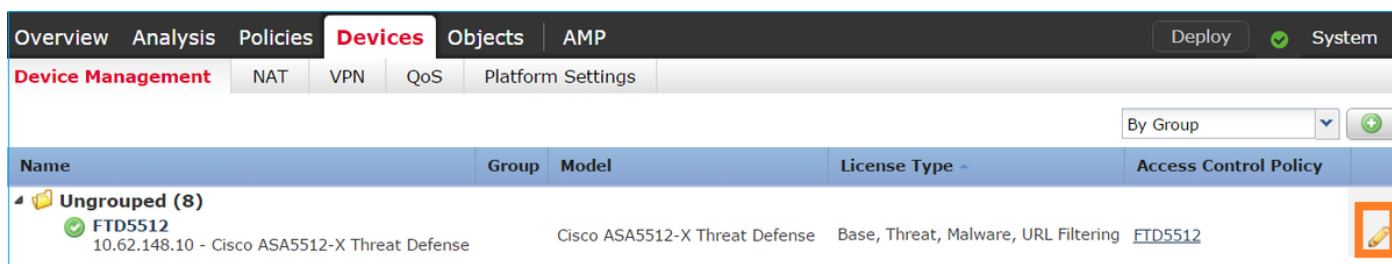 Overview Analysis Policies Devices Objects AMP Deploy System
Device Management NAT VPN QoS Platform Settings
By Group
Name Group Model License Type Access Control Policy
Ungrouped (8)
FTD5512
10.62.148.10 - Cisco ASA5512-X Threat Defense Cisco ASA5512-X Threat Defense Base, Threat, Malware, URL Filtering FTD5512